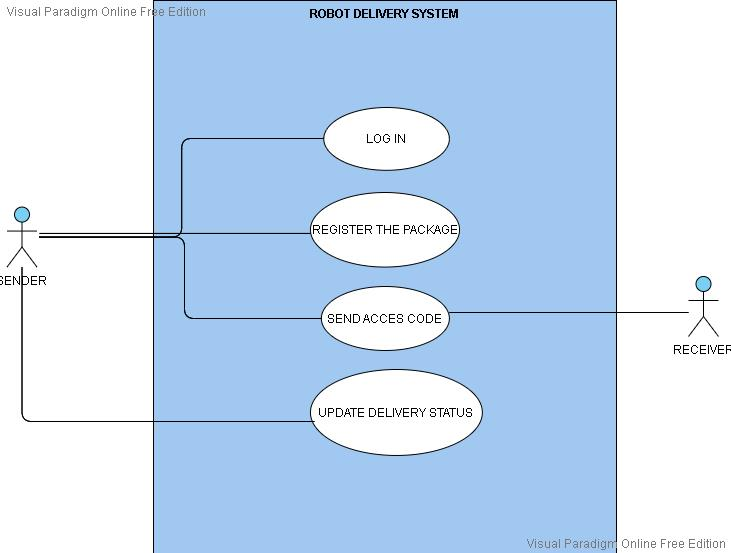 Visual Paradigm Online Free Edition
ROBOT DELIVERY SYSTEM
LOG IN
REGISTER THE PACKAGE
SENDER
SEND ACCES CODE
RECEIVER
UPDATE DELIVERY STATUS
Visual Paradigm Online Free Edition